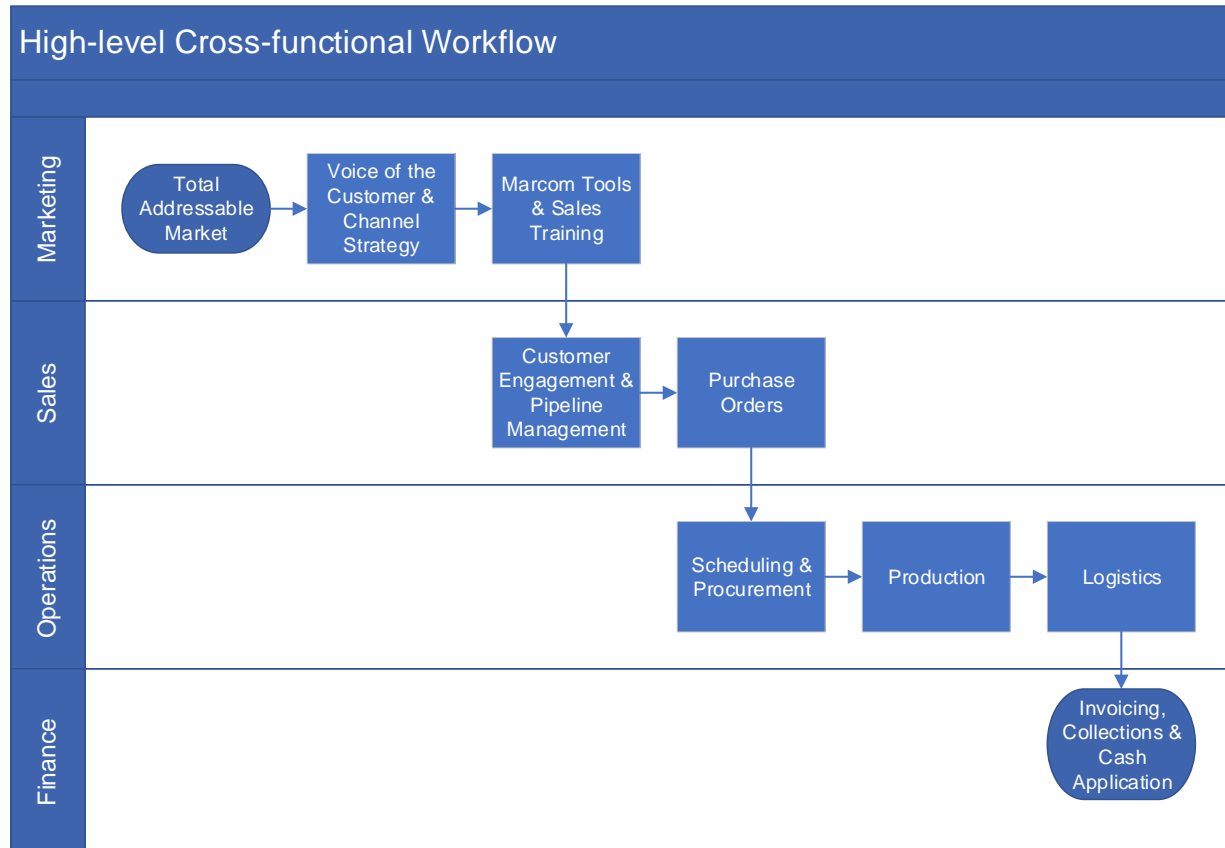 High-level Cross-functional Workflow
Marketing
Total
Addressable
Market
Voice of the
Customer &
Channel
Strategy
Marcom Tools
& Sales
Training
Sales
Customer
Engagement &
Pipeline
Management
Purchase
Orders
Operations
Scheduling &
Procurement
Production
Logistics
Finance
Invoicing,
Collections &
Cash
Application